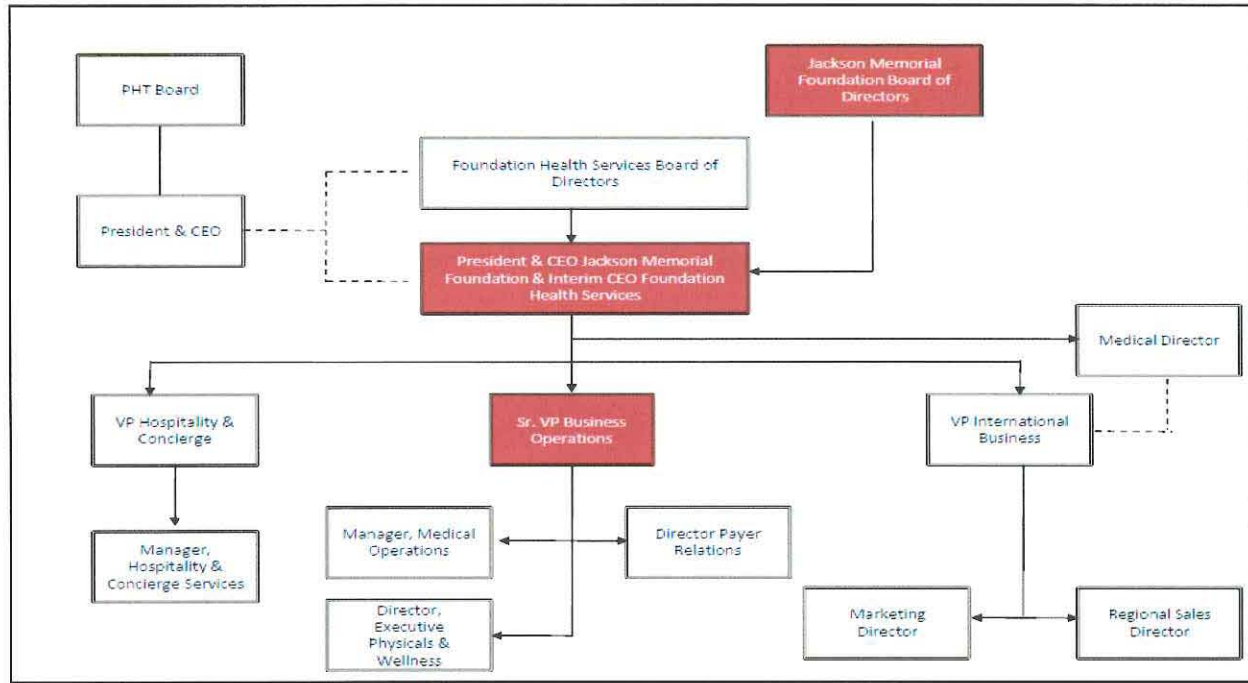 Jackson Memorial
Foundation Board of
Directors
PHT Board
Foundation Health Services Board of
Directors
President & CEO
President & CEO Jackson Memorial
Foundation & Interim CEO Foundation
Health Services
Medical Director
VP Hospitality &
Concierge
Sr. VP Business
Operations
VP International
Business
Manager, Medical
Operations
Director Payer
Relations
Manager,
Hospitality &
Concierge Services
Director,
Executive
Physicals &
Wellness
Marketing
Director
Regional Sales
Director